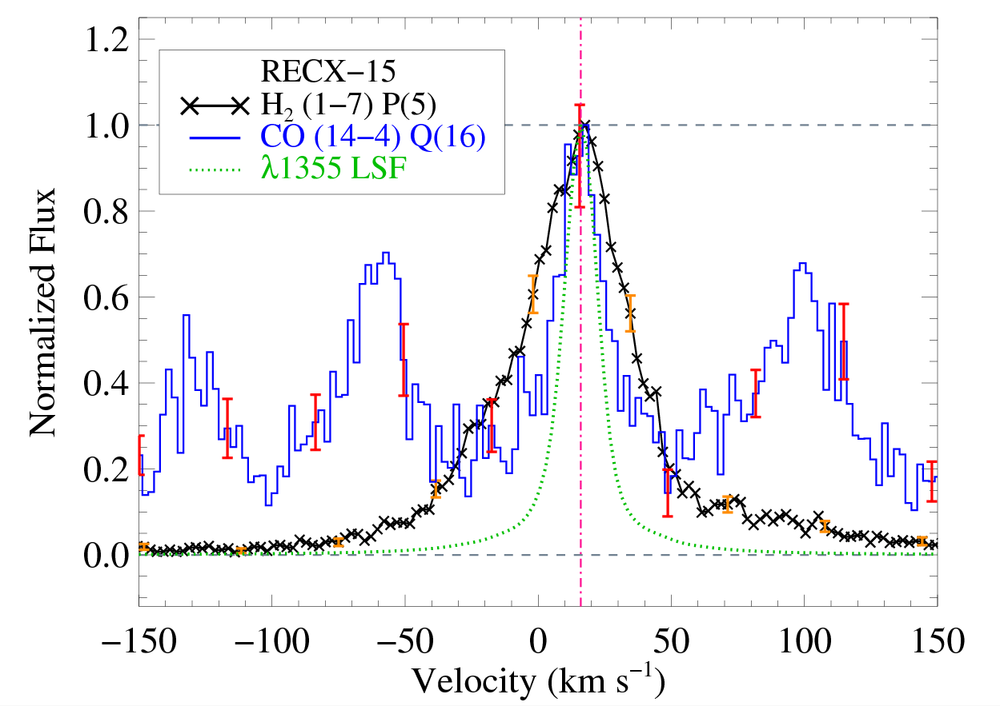 1.2
1.0
0.8
0.6
0.4
0.2
0.0
Normalized Flux
RECX−15
H₂ (1−7) P(5)
CO (14−4) Q(16)
λ1355 LSF
−150 −100 −50 0 50 100 150
Velocity (km s⁻¹)